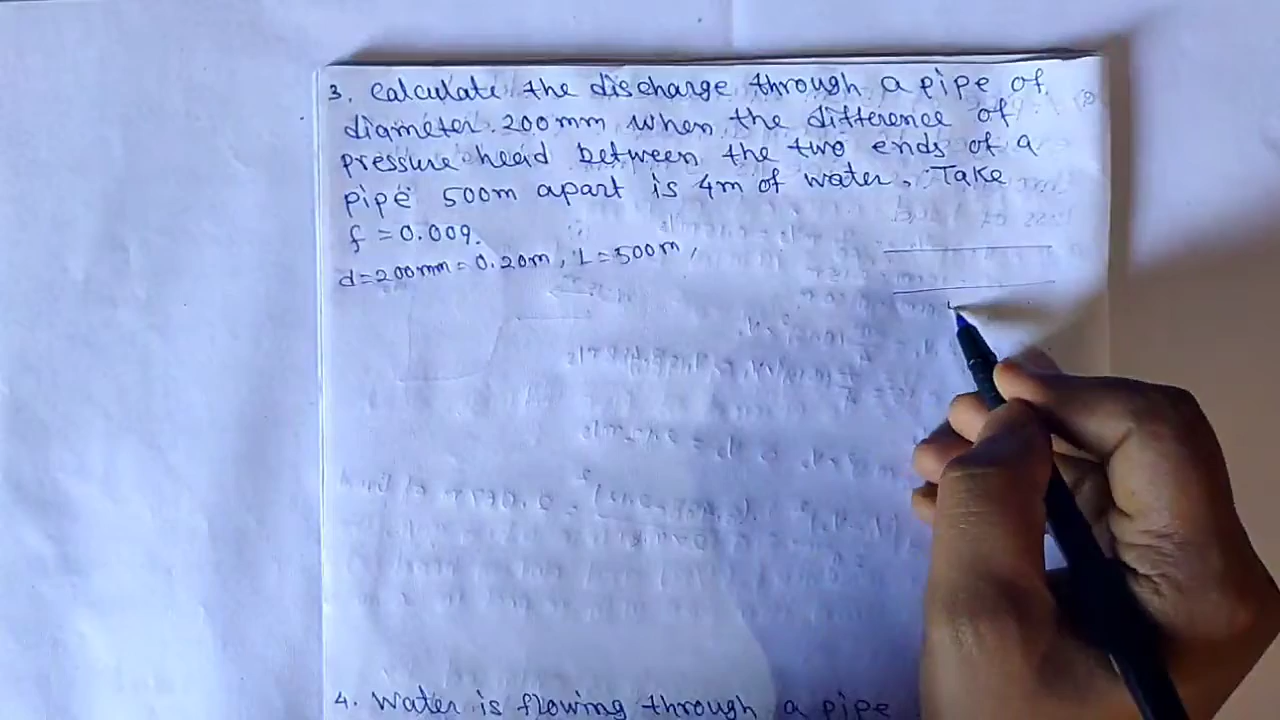 3. Calculate the discharge through a pipe of
diameter 200mm when the difference of
pressure head between the two ends of a
pipe 500m apart is 4m of water. Take
f = 0.009.
d=200mm=0.20m, L=500m,
4. Water is flowing through a pipe